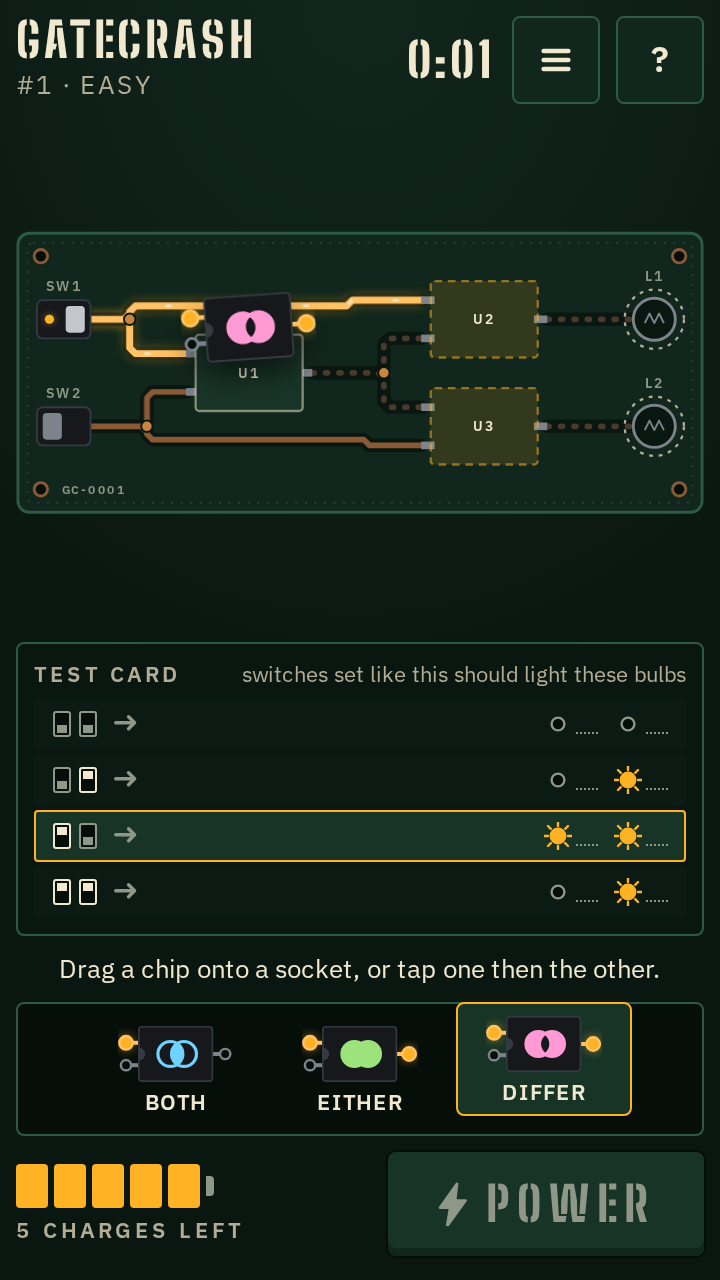 GATECRASH
#1 · EASY
0:01
?
SW1
SW2
U1
U2
U3
L1
L2
GC-0001
TEST CARD
switches set like this should light these bulbs
Drag a chip onto a socket, or tap one then the other.
BOTH
EITHER
DIFFER
5 CHARGES LEFT
POWER